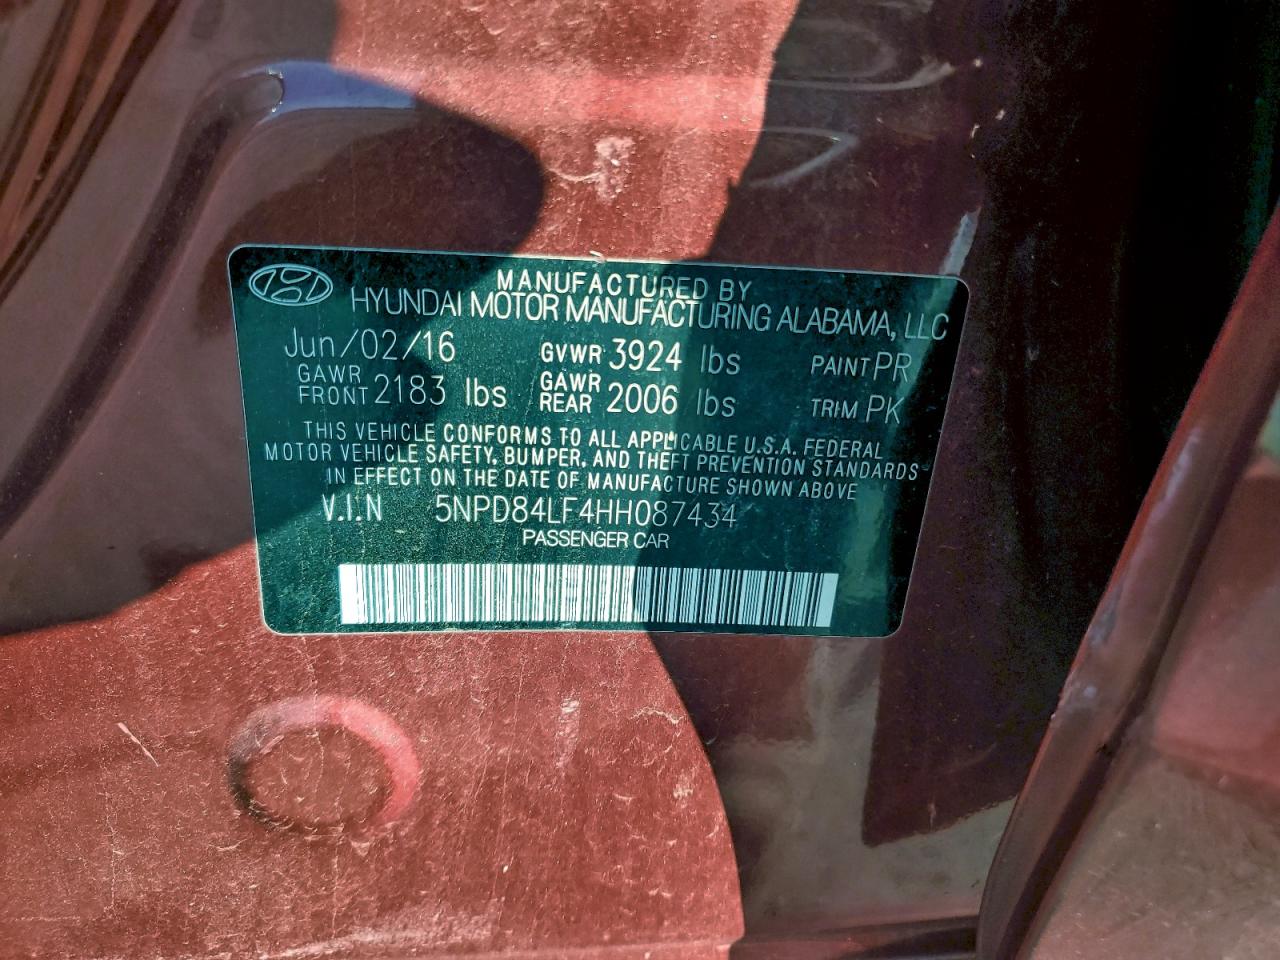 MANUFACTURED BY
HYUNDAI MOTOR MANUFACTURING ALABAMA, LLC
Jun/02/16 GVWR 3924 lbs PAINT PR
GAWR FRONT 2183 lbs GAWR REAR 2006 lbs TRIM PK
THIS VEHICLE CONFORMS TO ALL APPLICABLE U.S.A. FEDERAL
MOTOR VEHICLE SAFETY, BUMPER, AND THEFT PREVENTION STANDARDS
IN EFFECT ON THE DATE OF MANUFACTURE SHOWN ABOVE
V.I.N 5NPD84LF4HH087434
PASSENGER CAR